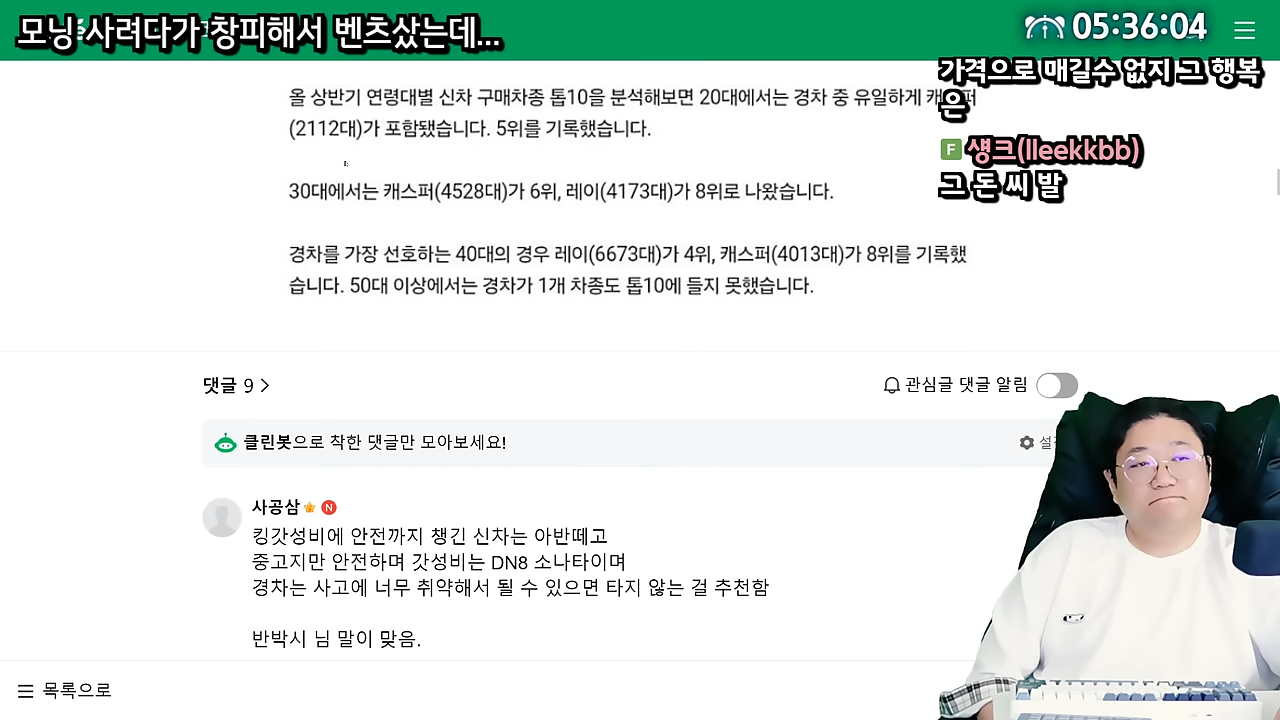 모닝 사려다가 창피해서 벤츠샀는데...
05:36:04
가격으로 매길수 없지 그 행복
은
F 섕크(lleekkbb)
그 돈 씨 발
올 상반기 연령대별 신차 구매차종 톱10을 분석해보면 20대에서는 경차 중 유일하게
(2112대)가 포함됐습니다. 5위를 기록했습니다.
30대에서는 캐스퍼(4528대)가 6위, 레이(4173대)가 8위로 나왔습니다.
경차를 가장 선호하는 40대의 경우 레이(6673대)가 4위, 캐스퍼(4013대)가 8위를 기록했
습니다. 50대 이상에서는 경차가 1개 차종도 톱10에 들지 못했습니다.
댓글 9
관심글 댓글 알림
클린봇으로 착한 댓글만 모아보세요!
사공삼 N
킹갓성비에 안전까지 챙긴 신차는 아반떼고
중고지만 안전하며 갓성비는 DN8 소나타이며
경차는 사고에 너무 취약해서 될 수 있으면 타지 않는 걸 추천함
반박시 님 말이 맞음.
목록으로